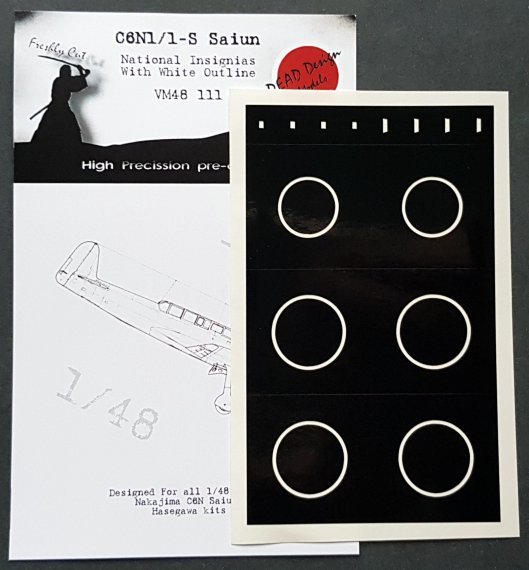 C6N1/1-S Saiun
Freshly Cut
National Insignias
With White Outline
DEAD Design
VM48 111
High Precission pre-
1/48
Designed For all 1/48
Nakajima C6N Saiu
Hasegawa kits